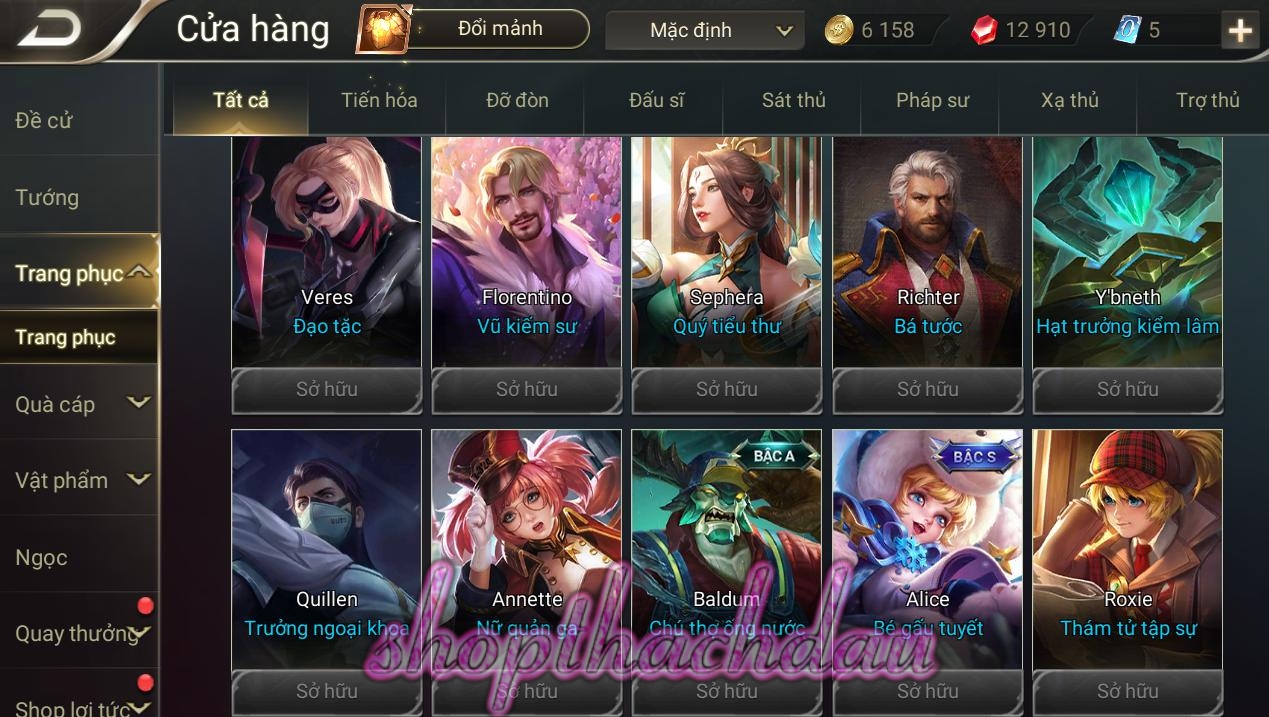 Cửa hàng
Đổi mảnh
Mặc định
6 158
12 910
5
Đề cử
Tướng
Trang phục
Trang phục
Quà cáp
Vật phẩm
Ngọc
Quay thưởng
Shop lợi tức
Tất cả
Tiến hóa
Đỡ đòn
Đấu sĩ
Sát thủ
Pháp sư
Xạ thủ
Trợ thủ
Veres
Đạo tặc
Sở hữu
Florentino
Vũ kiếm sư
Sở hữu
Sephera
Quý tiểu thư
Sở hữu
Richter
Bá tước
Sở hữu
Y'bneth
Hạt trưởng kiểm lâm
Sở hữu
Quillen
Trưởng ngoại khoa
Sở hữu
Annette
Nữ quản gia
Sở hữu
BẬC A
Baldum
Chú thợ ống nước
Sở hữu
BẬC S
Alice
Bé gấu tuyết
Sở hữu
Roxie
Thám tử tập sự
Sở hữu
shopthachdau